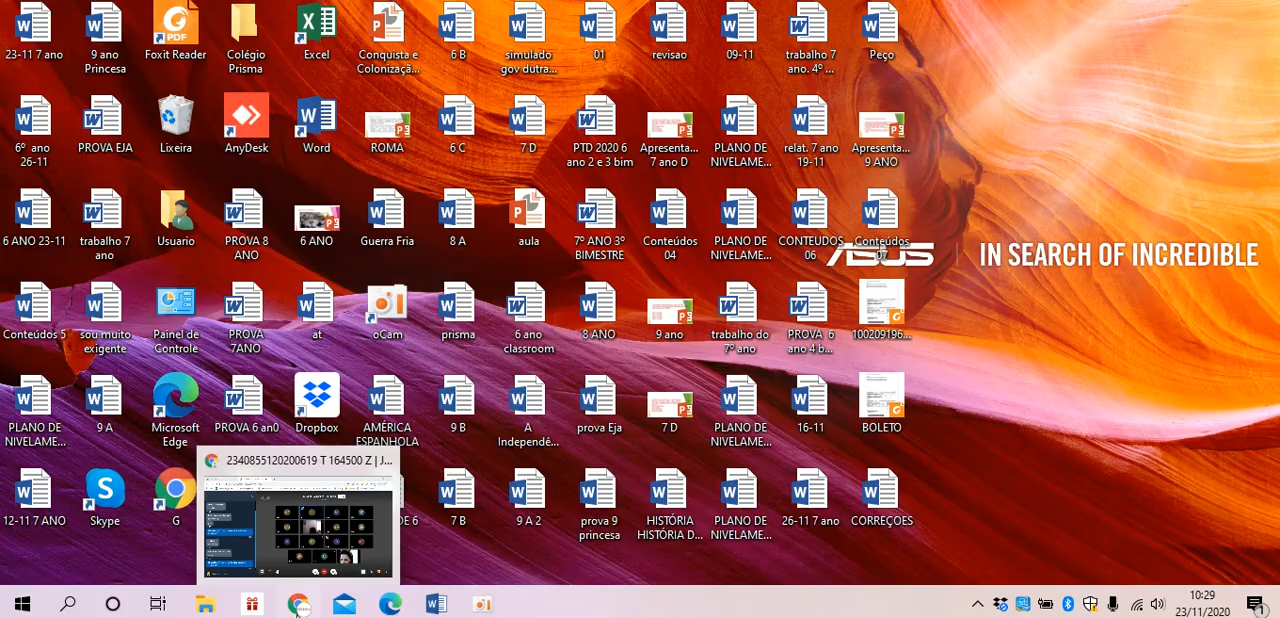 23-11 7 ano
9 ano
Princesa
Foxit Reader
Colégio
Prisma
Excel
Conquista e
Colonizaçã...
6 B
simulado
gov dutra...
01
revisao
09-11
trabalho 7
ano. 4º ...
Peço
6º ano
26-11
PROVA EJA
Lixeira
AnyDesk
Word
ROMA
6 C
7 D
PTD 2020 6
ano 2 e 3 bim
Apresenta...
7 ano D
PLANO DE
NIVELAME...
relat. 7 ano
19-11
Apresenta...
9 ANO
6 ANO 23-11
trabalho 7
ano
Usuario
PROVA 8
ANO
6 ANO
Guerra Fria
8 A
aula
7º ANO 3º
BIMESTRE
Conteúdos
04
PLANO DE
NIVELAME...
CONTEUDOS
06
Conteúdos
07
ASUS
IN SEARCH OF INCREDIBLE
Conteúdos 5
sou muito
exigente
Painel de
Controle
PROVA
7ANO
at
oCam
prisma
6 ano
classroom
8 ANO
9 ano
trabalho do
7º ano
PROVA 6
ano 4 b...
100209196...
PLANO DE
NIVELAME...
9 A
Microsoft
Edge
PROVA 6 an0
Dropbox
AMÉRICA
ESPANHOLA
9 B
A
Independê...
prova Eja
7 D
PLANO DE
NIVELAME...
16-11
BOLETO
2340855120200619 T 164500 Z | J...
12-11 7 ANO
Skype
G
DE 6
7 B
9 A 2
prova 9
princesa
HISTÓRIA
HISTÓRIA D...
PLANO DE
NIVELAME...
26-11 7 ano
CORREÇOES
10:29
23/11/2020
1